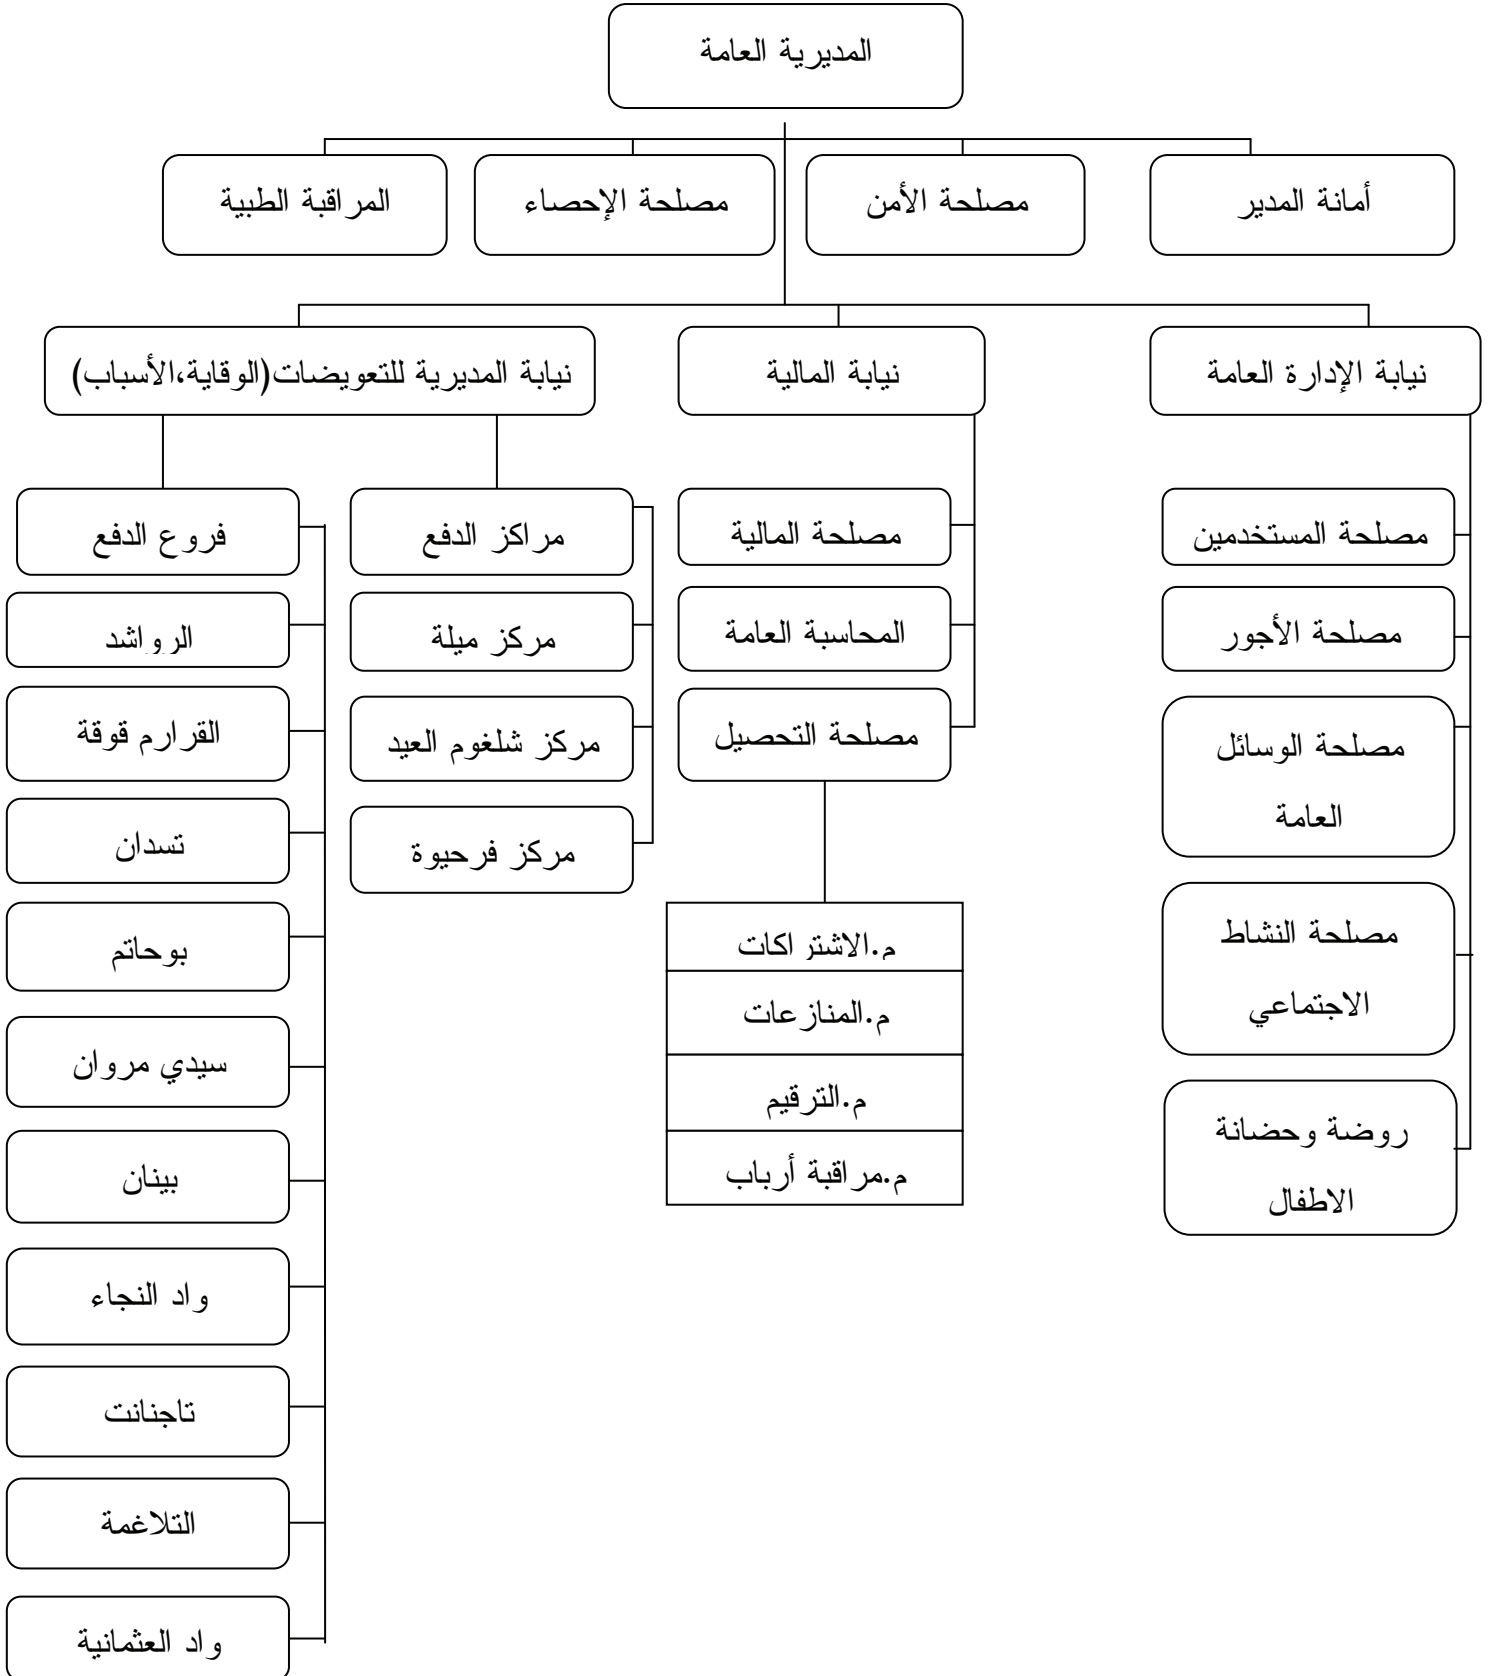 المديرية العامة
أمانة المدير
مصلحة الأمن
مصلحة الإحصاء
المراقبة الطبية
نيابة الإدارة العامة
نيابة المالية
نيابة المديرية للتعويضات(الوقاية،الأسباب)
مصلحة المستخدمين
مصلحة الأجور
مصلحة الوسائل
العامة
مصلحة النشاط
الاجتماعي
روضة وحضانة
الاطفال
مصلحة المالية
المحاسبة العامة
مصلحة التحصيل
م.الاشتراكات
م.المنازعات
م.الترقيم
م.مراقبة أرباب
مراكز الدفع
مركز ميلة
مركز شلغوم العيد
مركز فرحيوة
فروع الدفع
الرواشد
القرارم قوقة
تسدان
بوحاتم
سيدي مروان
بينان
واد النجاء
تاجنانت
التلاغمة
واد العثمانية